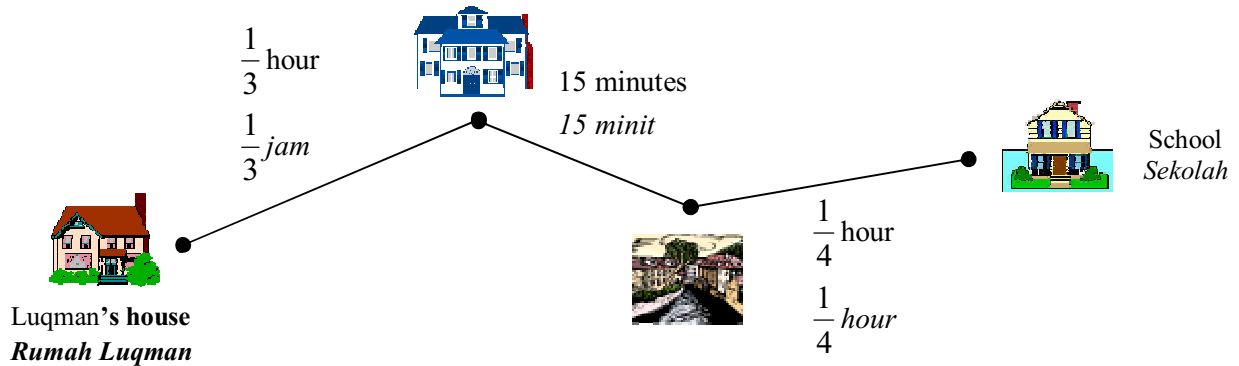 1/3 hour
1/3 jam
15 minutes
15 minit
School
Sekolah
1/4 hour
1/4 hour
Luqman's house
Rumah Luqman